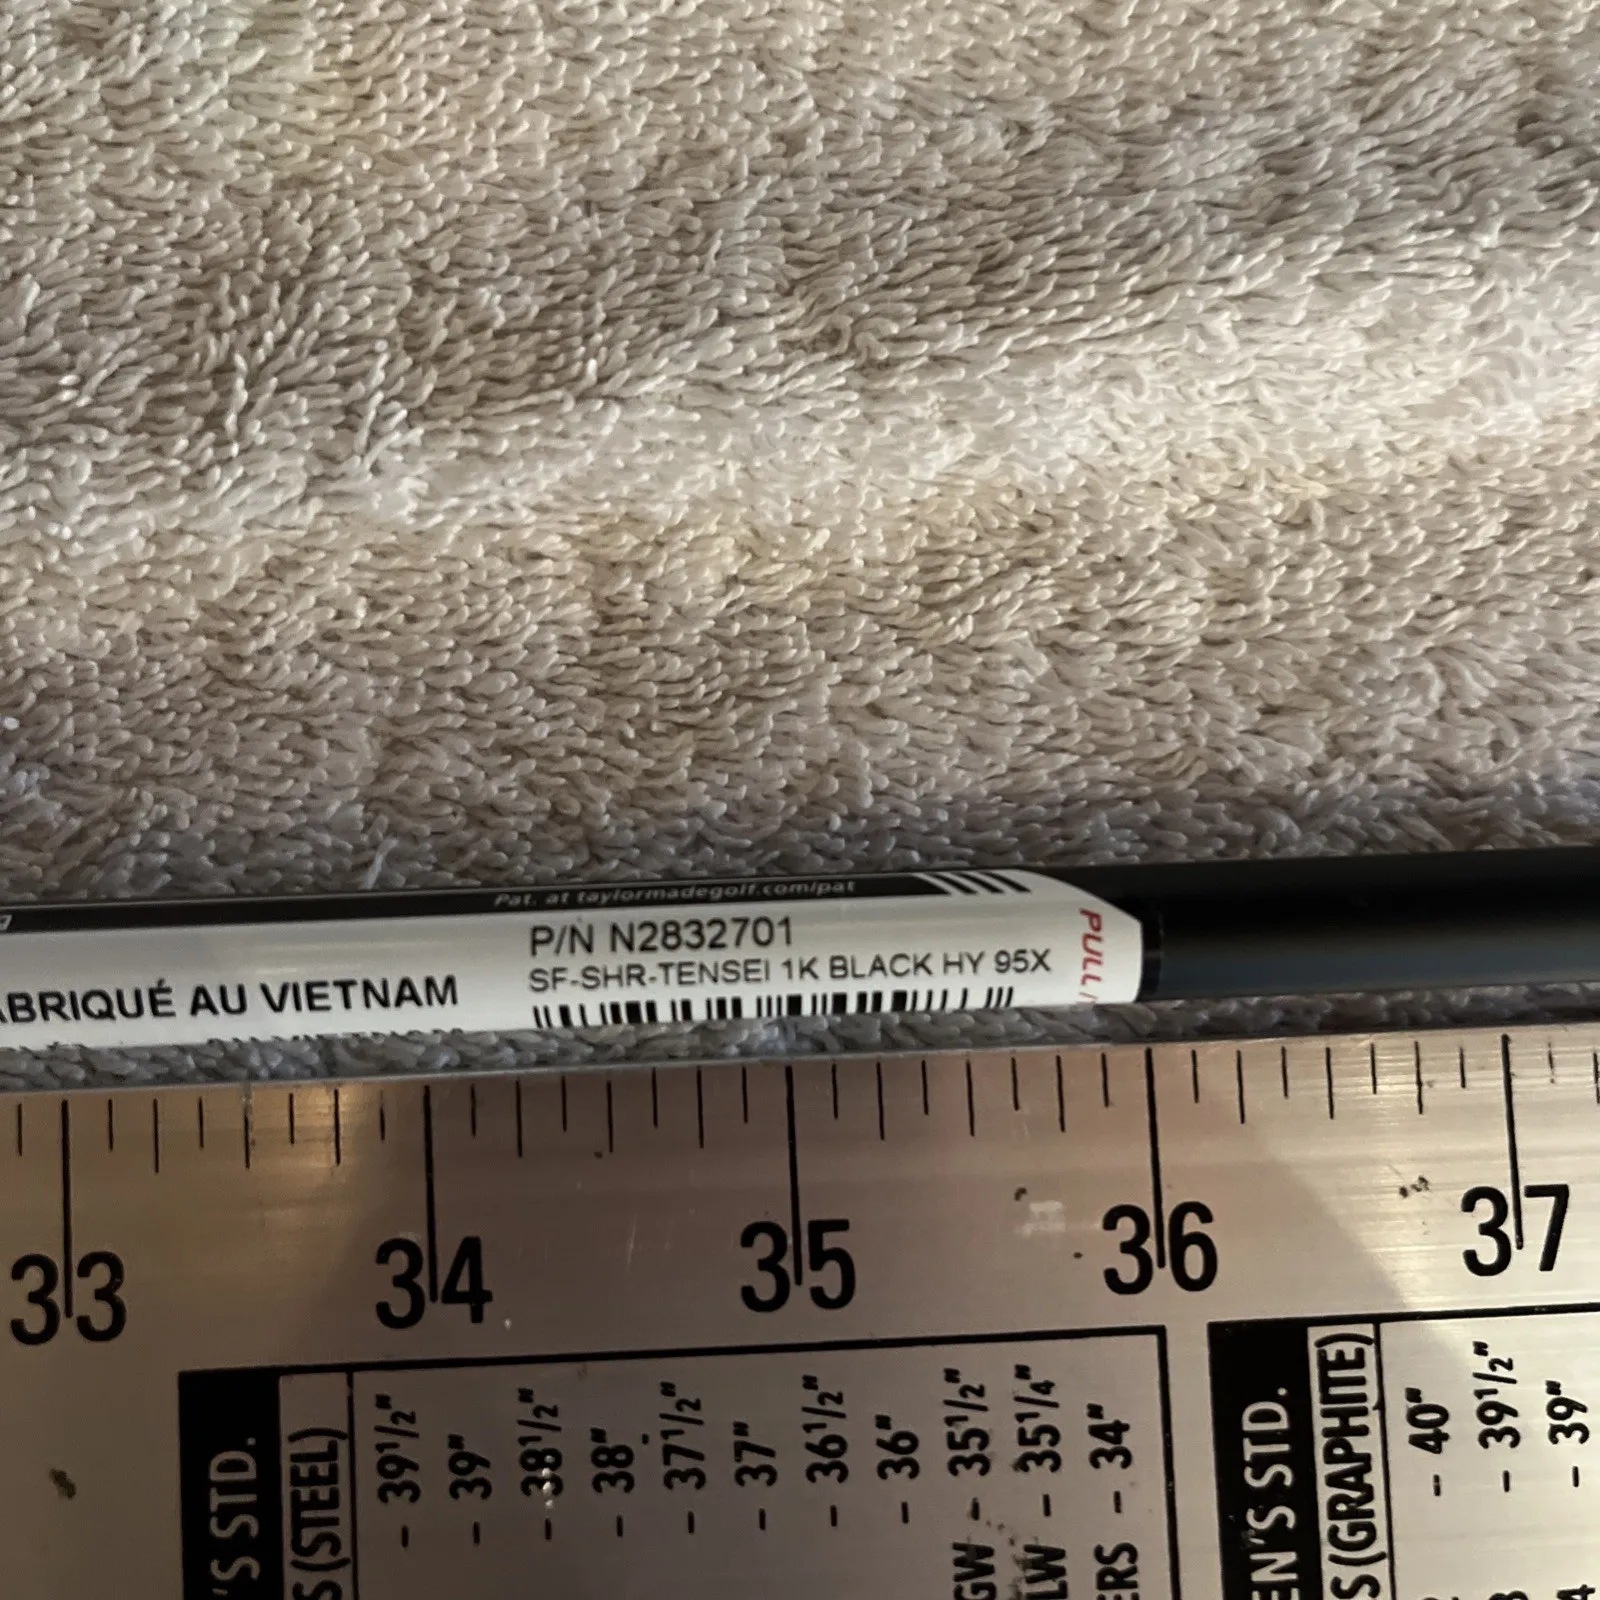 Pat. at taylormadegolf.com/pat
P/N N2832701
SF-SHR-TENSEI 1K BLACK HY 95X
ABRIQUÉ AU VIETNAM
PULL
33 34 35 36 37
'S STD.
S (STEEL)
- 39½"
- 39"
- 38½"
- 38"
- 37½"
- 37"
- 36½"
- 36"
GW - 35½"
LW - 35¼"
ERS - 34"
EN'S STD.
S (GRAPHITE)
- 40"
- 39½"
- 39"